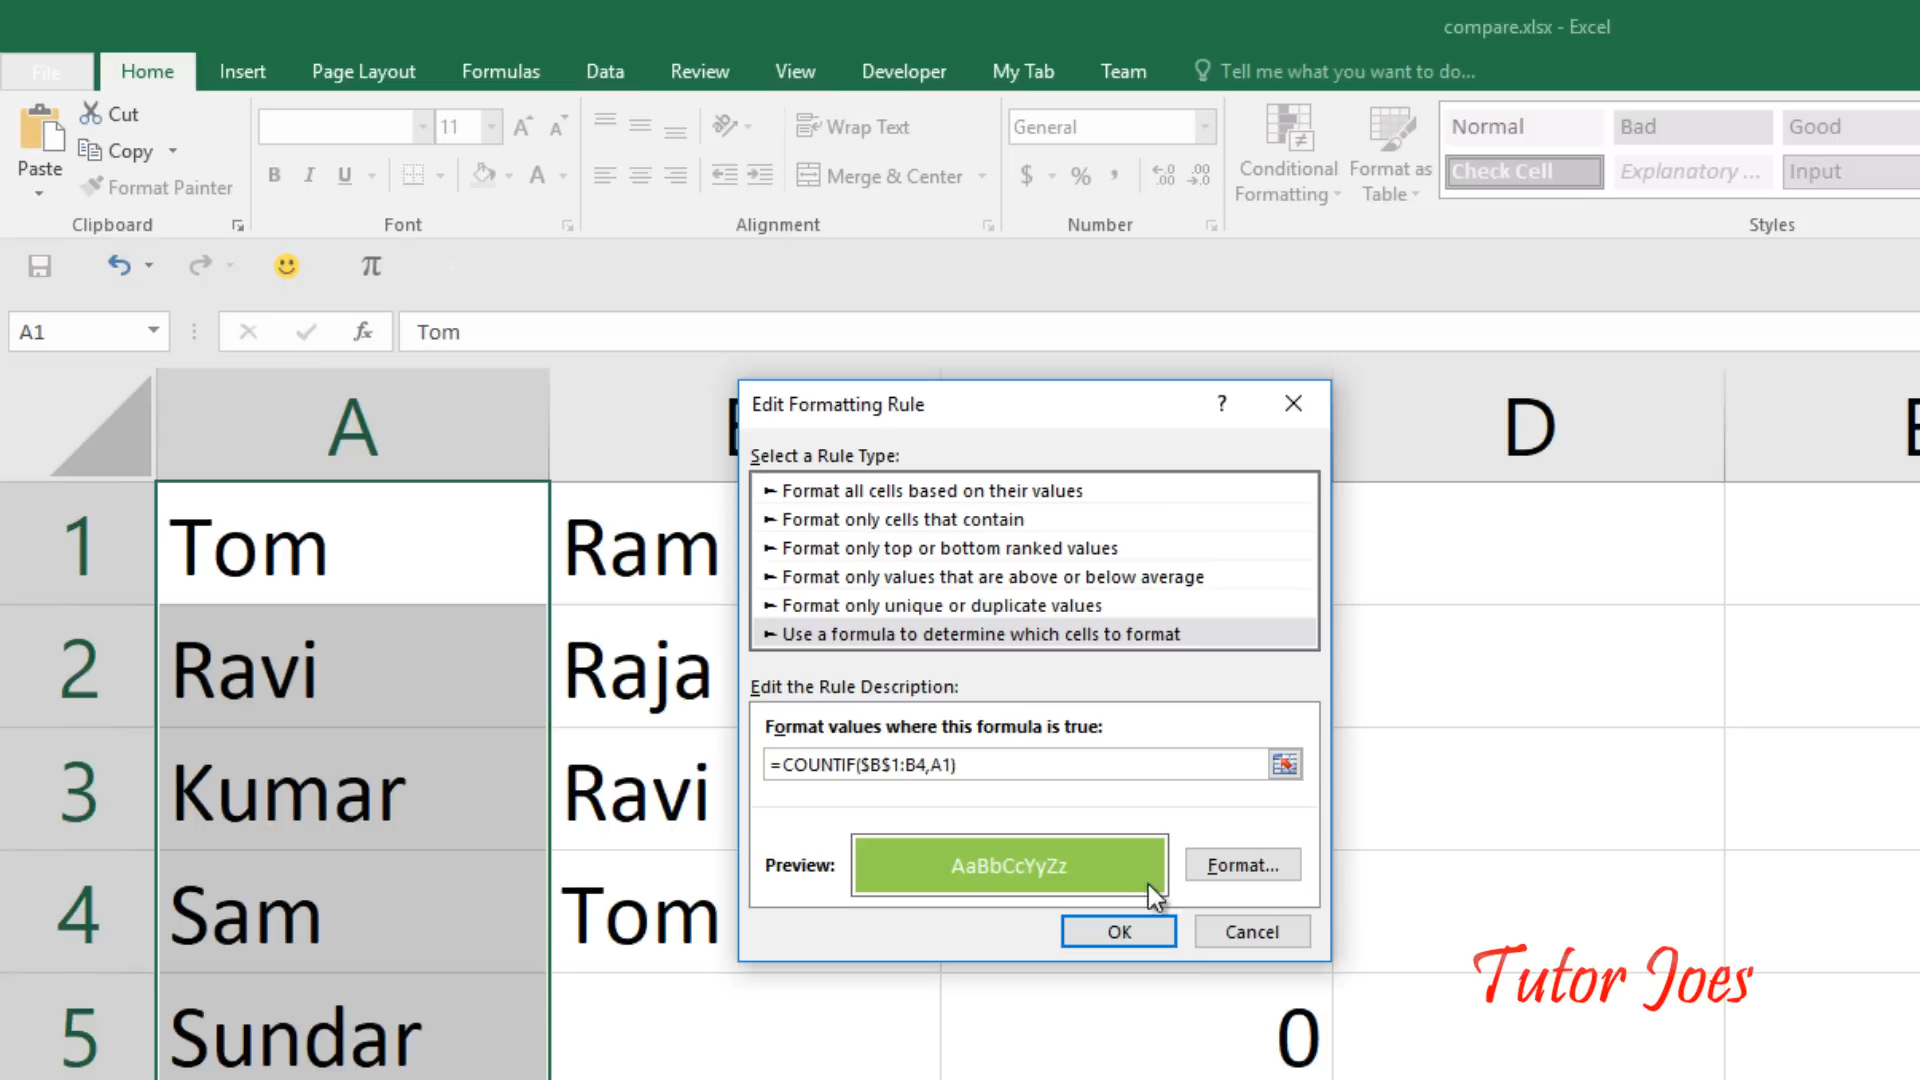 compare.xlsx - Excel
File Home Insert Page Layout Formulas Data Review View Developer My Tab Team Tell me what you want to do...
Paste
Cut
Copy
Format Painter
Clipboard
11
B I U
Font
Wrap Text
Merge & Center
Alignment
General
$ % ,
Number
Conditional Formatting
Format as Table
Normal Bad Good
Check Cell Explanatory ... Input
Styles
π
A1 fx Tom
A D
1 Tom Ram
2 Ravi Raja
3 Kumar Ravi
4 Sam Tom
5 Sundar 0
Edit Formatting Rule ?
Select a Rule Type:
► Format all cells based on their values
► Format only cells that contain
► Format only top or bottom ranked values
► Format only values that are above or below average
► Format only unique or duplicate values
► Use a formula to determine which cells to format
Edit the Rule Description:
Format values where this formula is true:
=COUNTIF($B$1:B4,A1)
Preview: AaBbCcYyZz Format...
OK Cancel
Tutor Joes